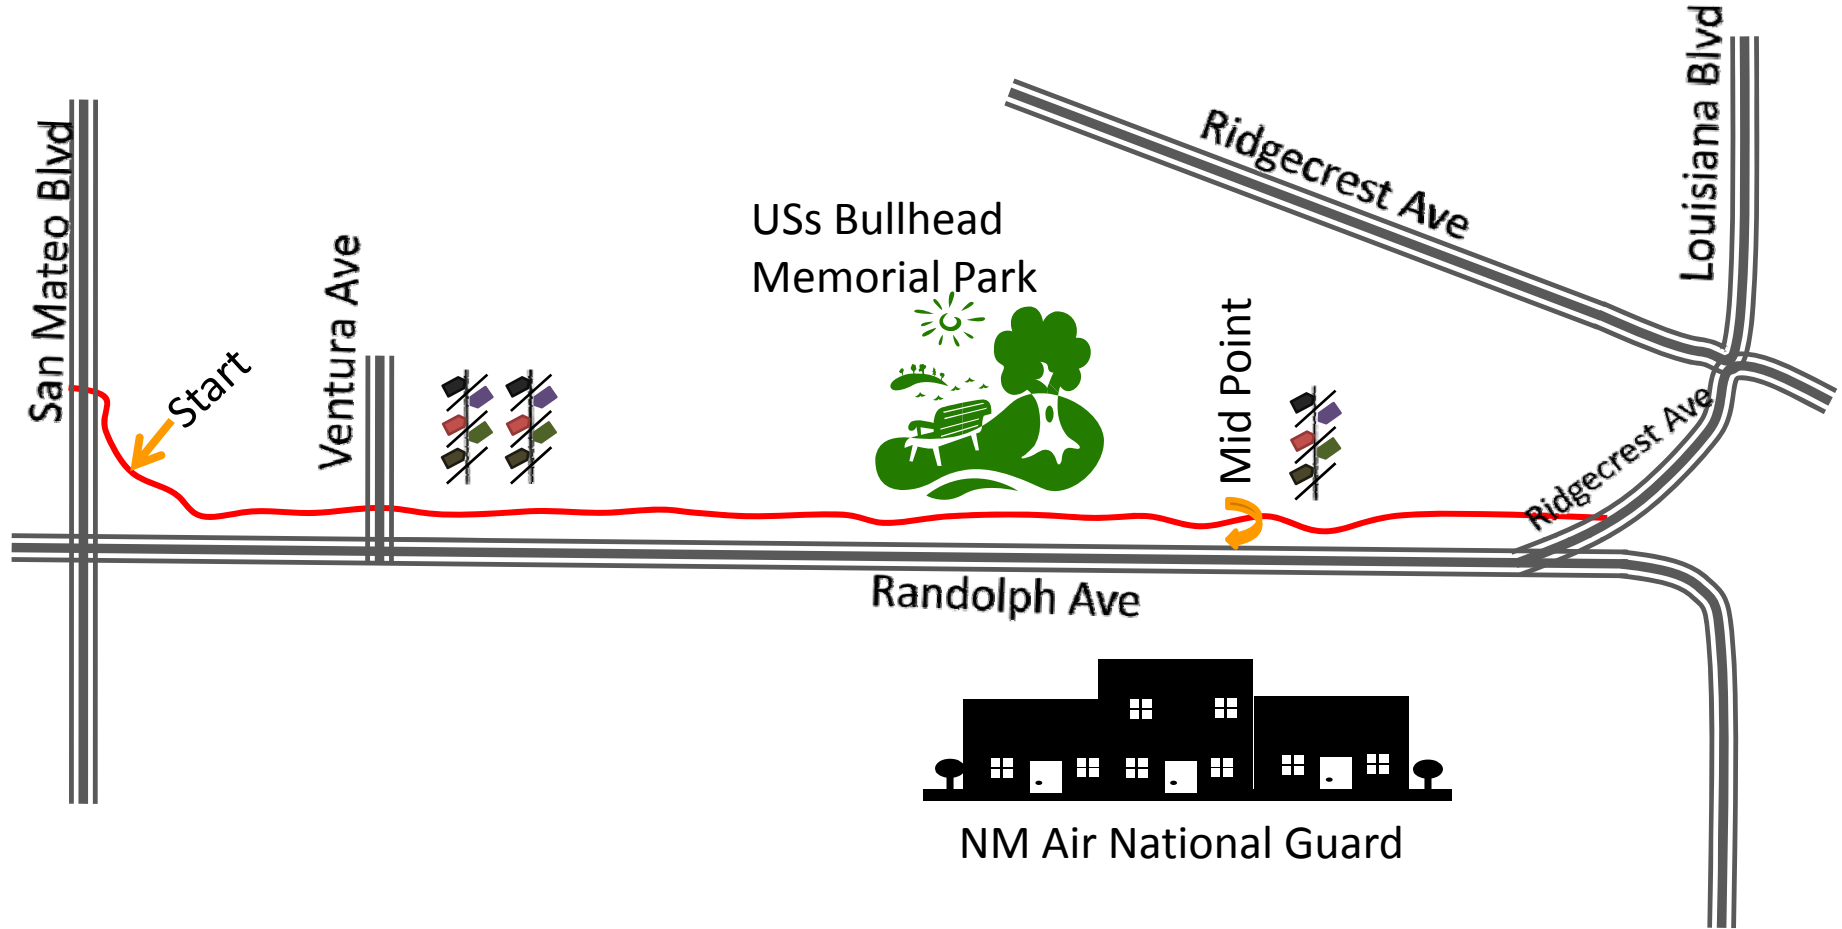 San Mateo Blvd
Start
Ventura Ave
USs Bullhead
Memorial Park
Mid Point
Ridgecrest Ave
Louisiana Blvd
Ridgecrest Ave
Randolph Ave
NM Air National Guard